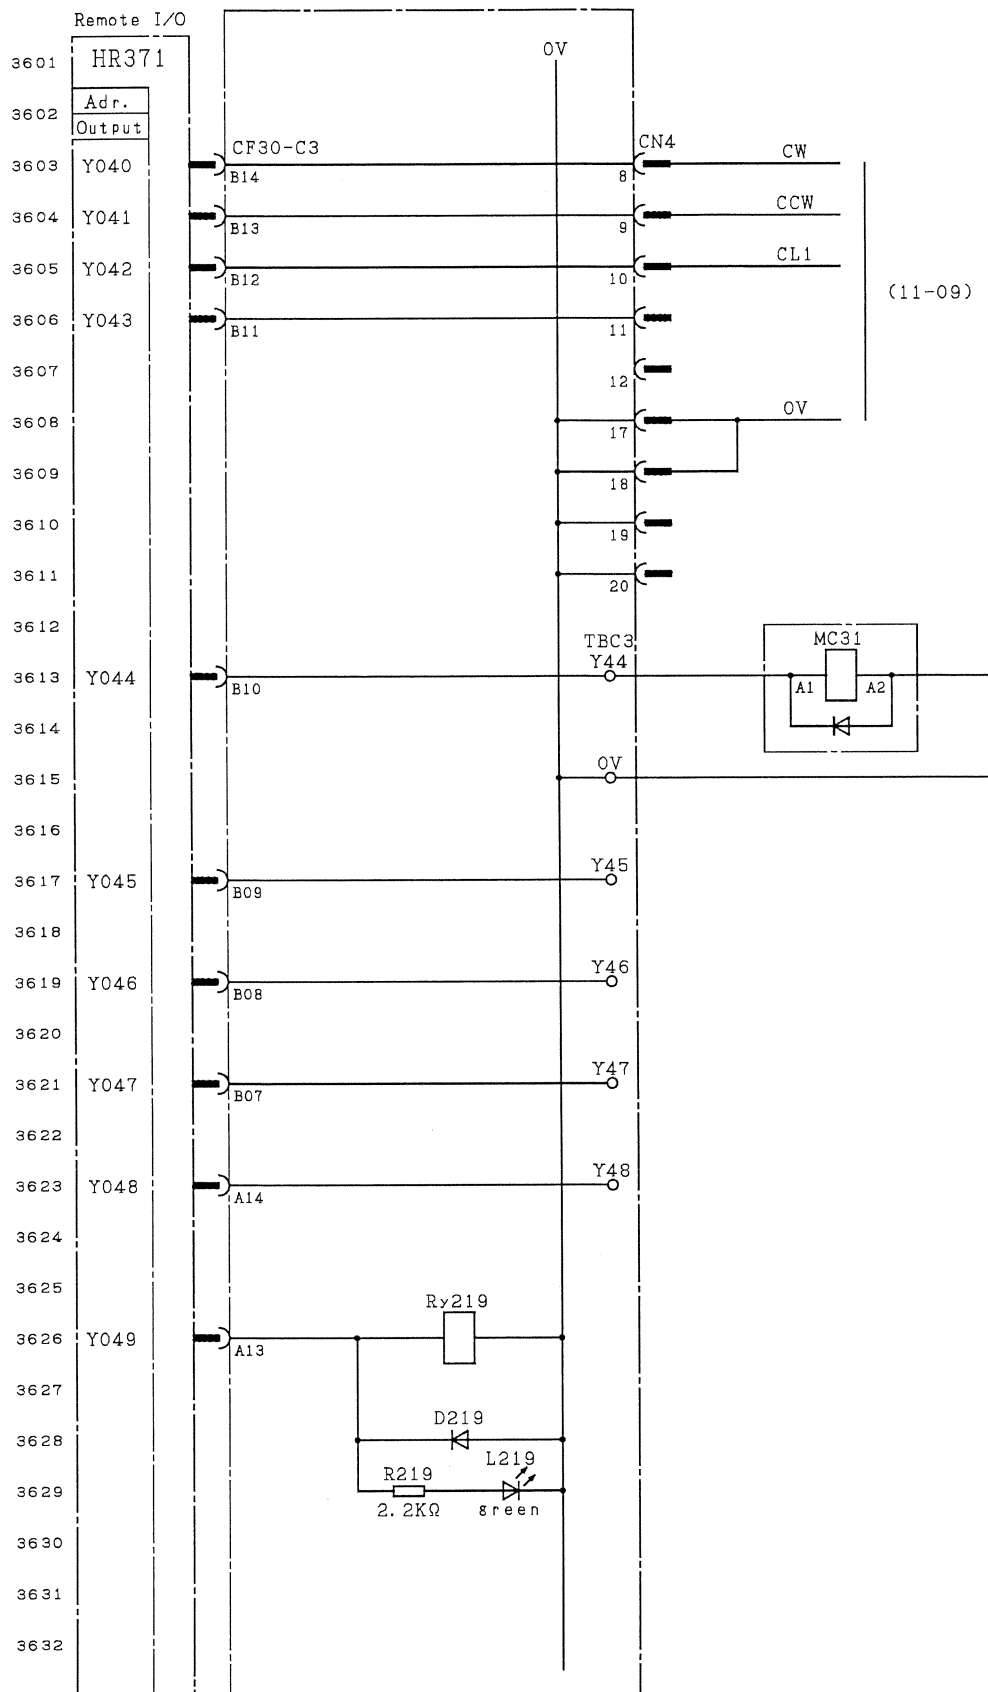 Remote I/O
3601 HR371 0V
Adr.
3602
Output
CF30-C3 CN4 CW
3603 Y040 B14 8
CCW
3604 Y041 B13 9
CL1
3605 Y042 B12 10
(11-09)
3606 Y043 B11 11
3607 12
0V
3608 17
3609 18
3610 19
3611 20
3612
TBC3 MC31
Y44
3613 Y044 B10 A1 A2
3614
0V
3615
3616
Y45
3617 Y045 B09
3618
Y46
3619 Y046 B08
3620
Y47
3621 Y047 B07
3622
Y48
3623 Y048 A14
3624
3625
Ry219
3626 Y049 A13
3627
D219
3628
L219
R219
3629
2.2KΩ green
3630
3631
3632